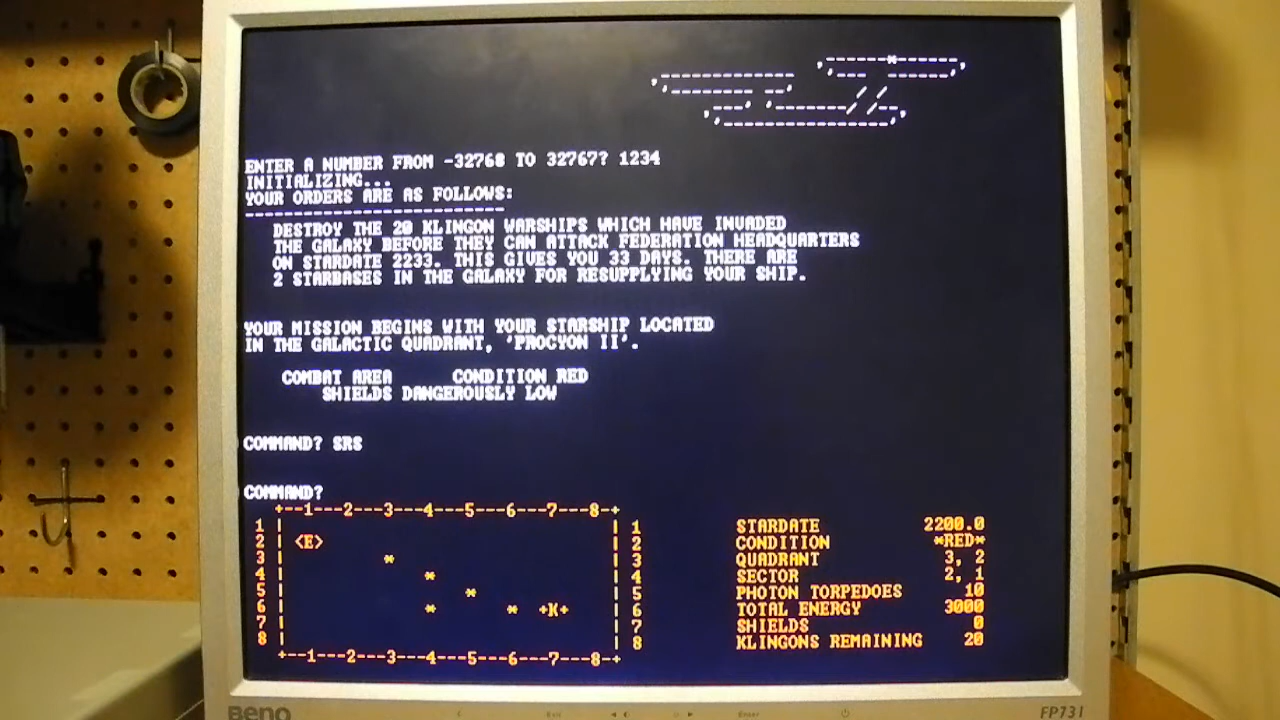 ENTER A NUMBER FROM -32768 TO 32767? 1234
INITIALIZING...
YOUR ORDERS ARE AS FOLLOWS:
---------------------------
DESTROY THE 20 KLINGON WARSHIPS WHICH HAVE INVADED
THE GALAXY BEFORE THEY CAN ATTACK FEDERATION HEADQUARTERS
ON STARDATE 2233. THIS GIVES YOU 33 DAYS. THERE ARE
2 STARBASES IN THE GALAXY FOR RESUPPLYING YOUR SHIP.
YOUR MISSION BEGINS WITH YOUR STARSHIP LOCATED
IN THE GALACTIC QUADRANT, 'PROCYON II'.
COMBAT AREA CONDITION RED
SHIELDS DANGEROUSLY LOW
COMMAND? SRS
COMMAND?
+---1---2---3---4---5---6---7---8-+
1 | | 1 STARDATE 2200.0
2 | <E> | 2 CONDITION *RED*
3 | * | 3 QUADRANT 3, 2
4 | * | 4 SECTOR 2, 1
5 | * | 5 PHOTON TORPEDOES 10
6 | * * +K+ | 6 TOTAL ENERGY 3000
7 | | 7 SHIELDS 0
8 | | 8 KLINGONS REMAINING 20
+---1---2---3---4---5---6---7---8-+
BenQ Exit Enter FP731